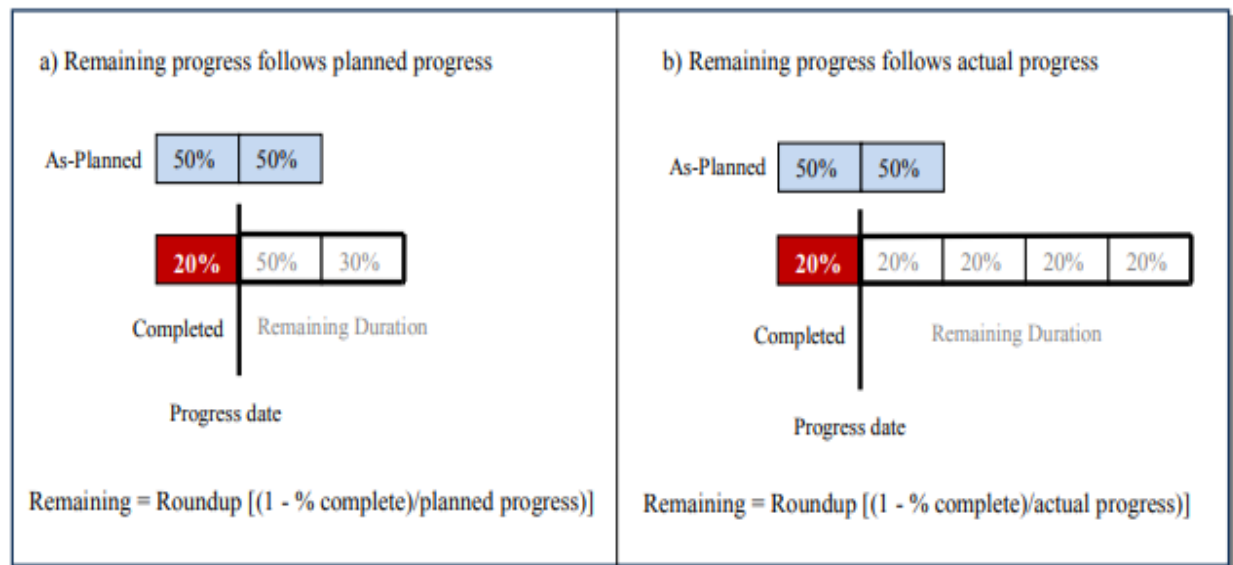 a) Remaining progress follows planned progress
As-Planned 50% 50%
20% 50% 30%
Completed Remaining Duration
Progress date
Remaining = Roundup [(1 - % complete)/planned progress)]
b) Remaining progress follows actual progress
As-Planned 50% 50%
20% 20% 20% 20% 20%
Completed Remaining Duration
Progress date
Remaining = Roundup [(1 - % complete)/actual progress)]